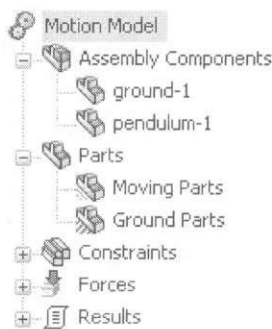 Motion Model
Assembly Components
ground-1
pendulum-1
Parts
Moving Parts
Ground Parts
Constraints
Forces
Results